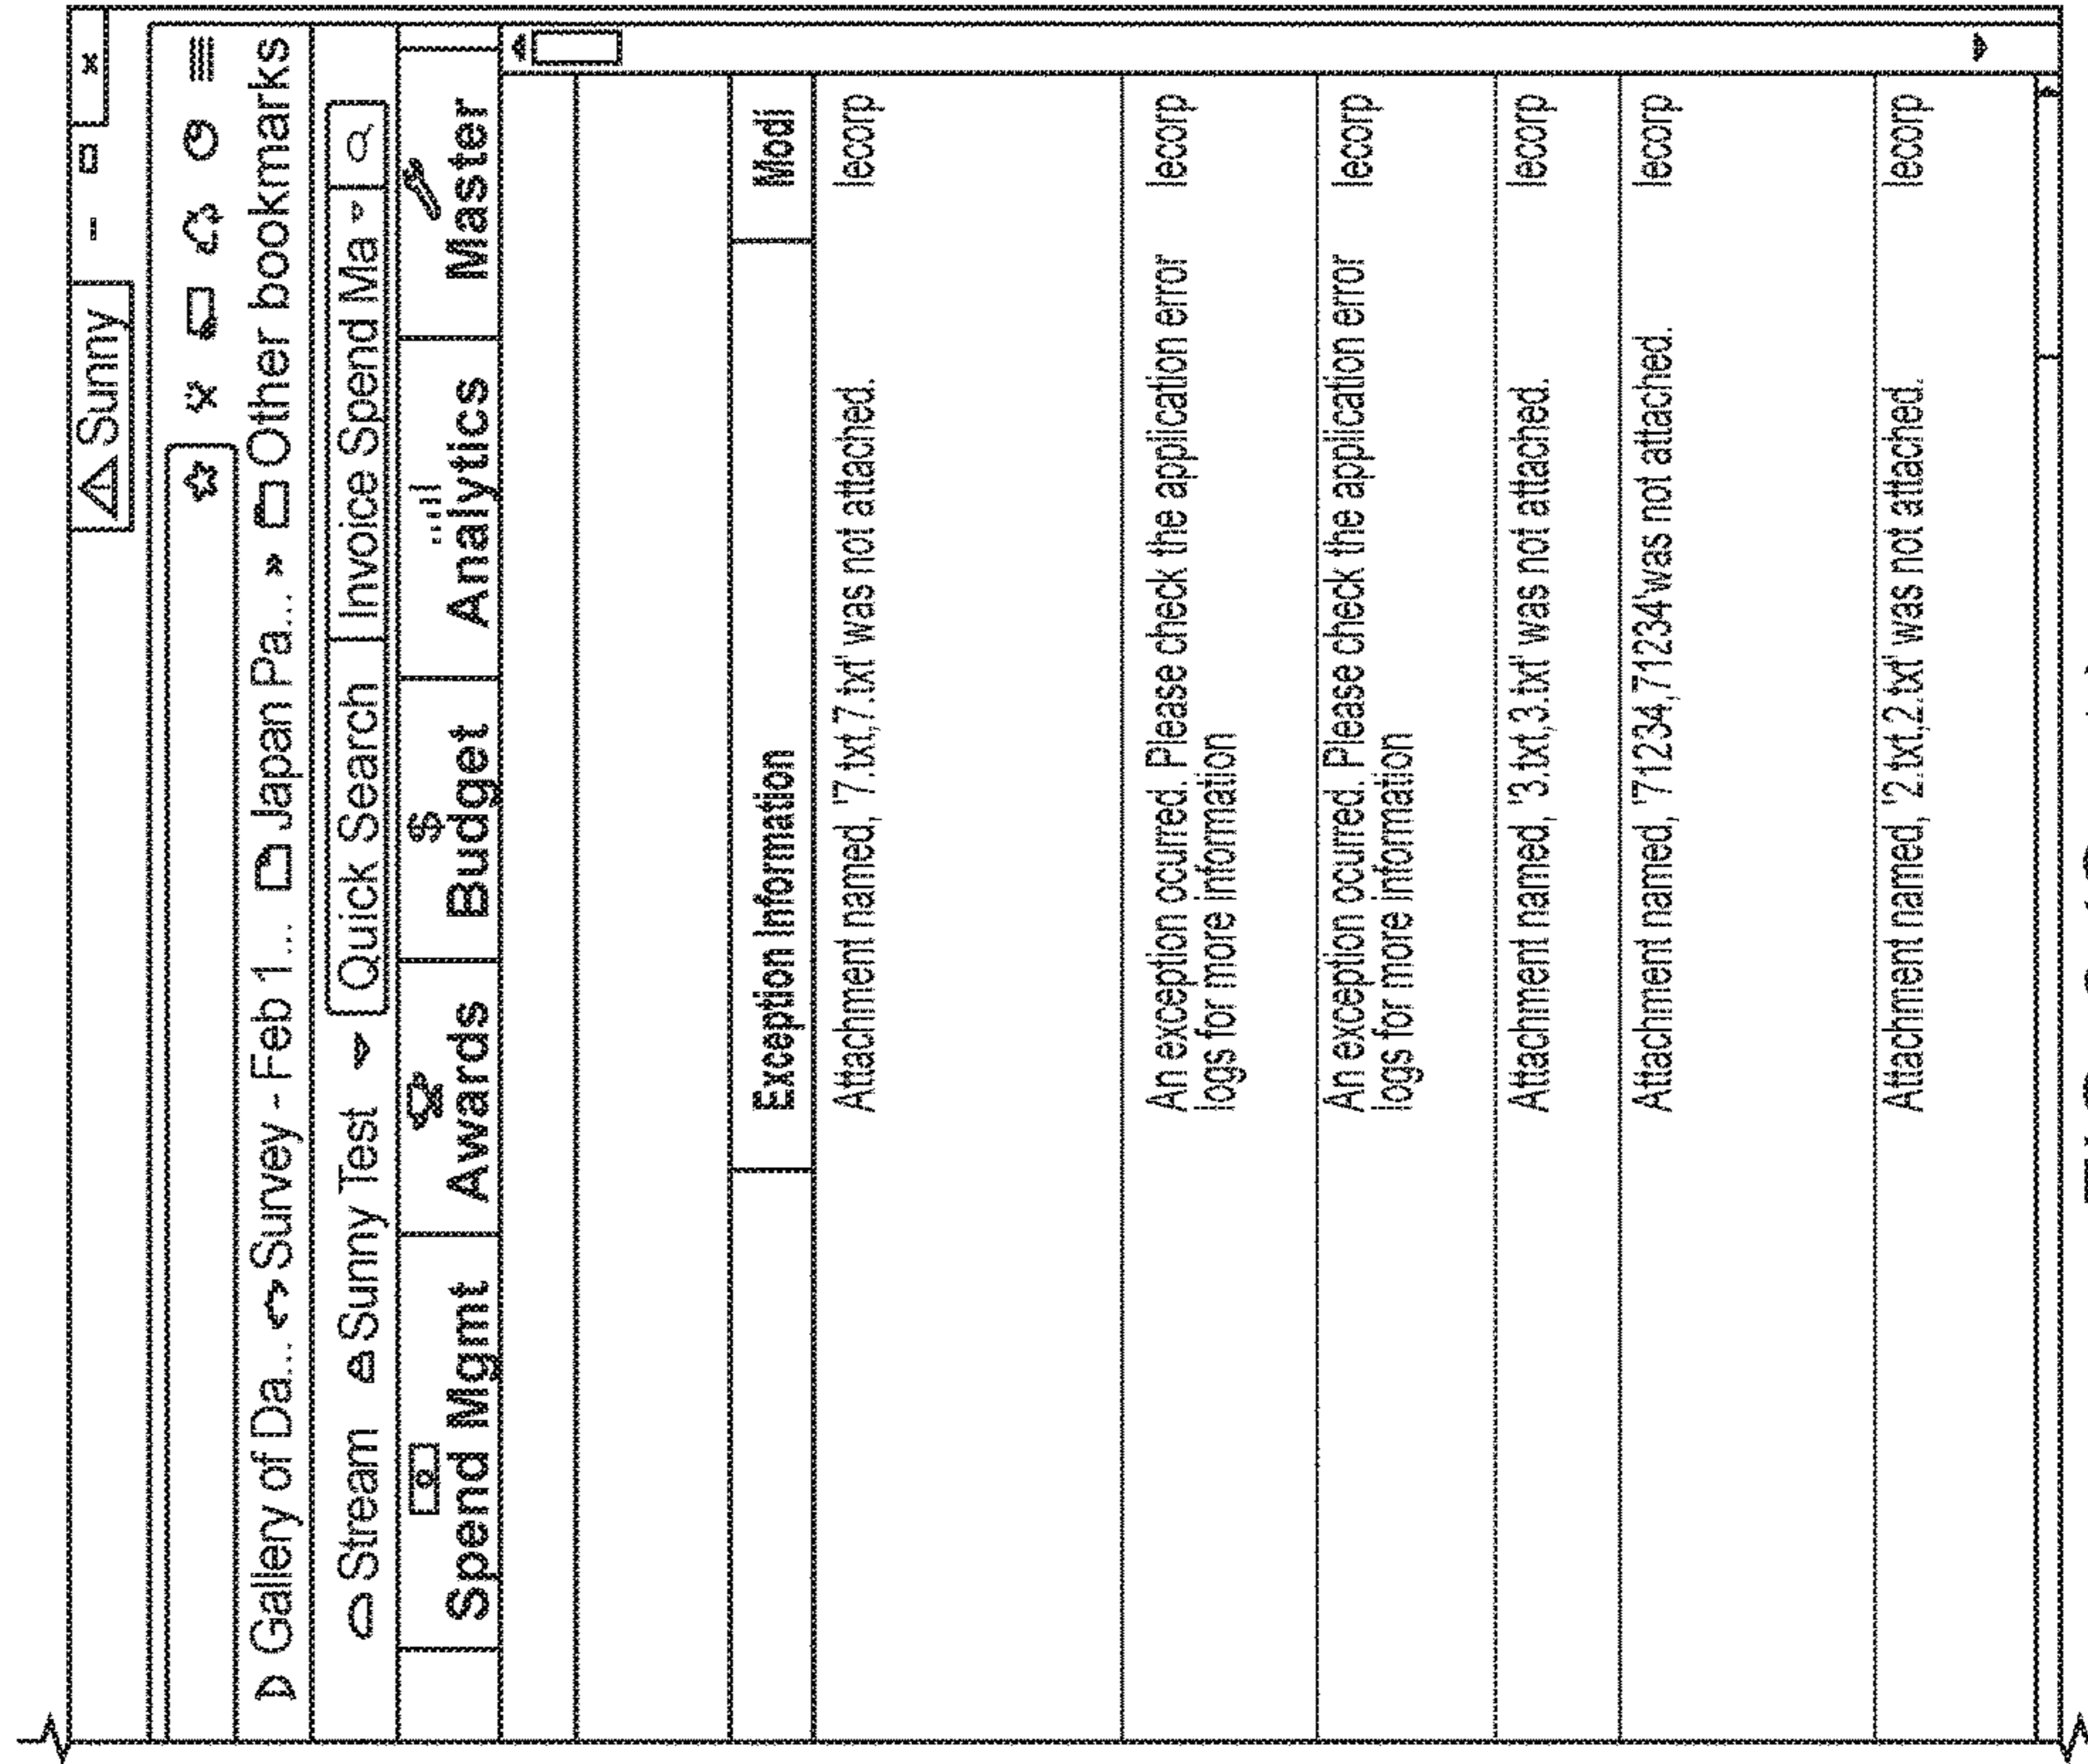 Sunny
Gallery of Da... Survey - Feb 1... Japan Pa... » Other bookmarks
Stream Sunny Test Quick Search Invoice Spend Ma
$
Spend Mgmt Awards Budget Analytics Master
Exception Information Modi
Attachment named, '7.txt,7.txt' was not attached. lecorp
An exception ocurred. Please check the application error lecorp
logs for more information
An exception ocurred. Please check the application error lecorp
logs for more information
Attachment named, '3.txt,3.txt' was not attached. lecorp
Attachment named, '71234,71234'was not attached. lecorp
Attachment named, '2.txt,2.txt' was not attached. lecorp